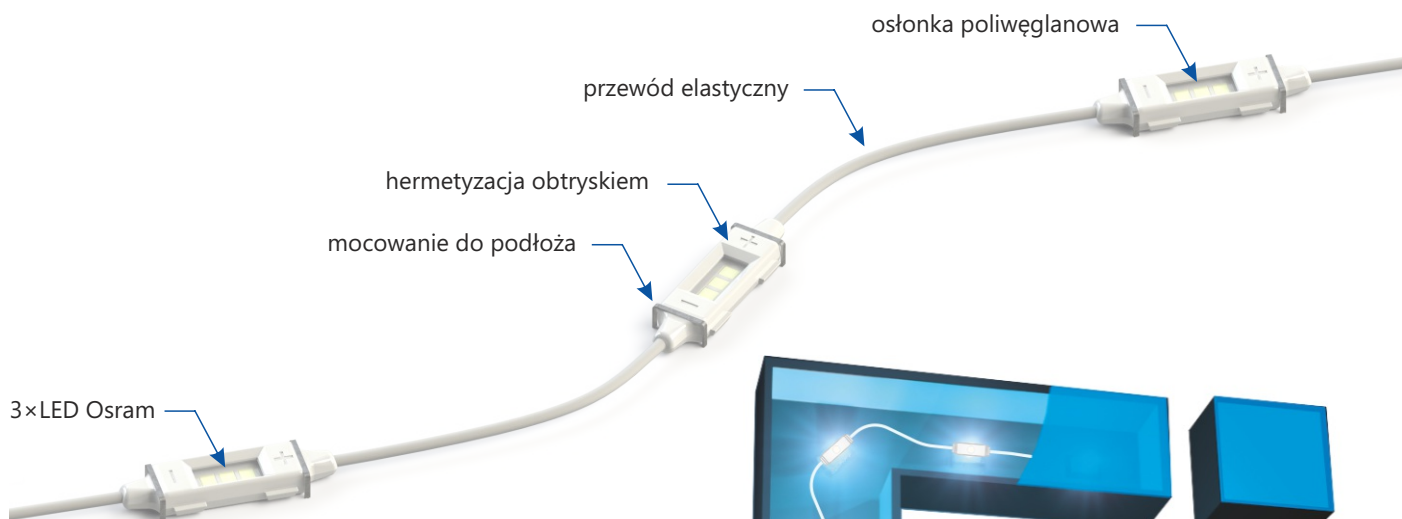 osłonka poliwęglanowa
przewód elastyczny
hermetyzacja obtryskiem
mocowanie do podłoża
3×LED Osram